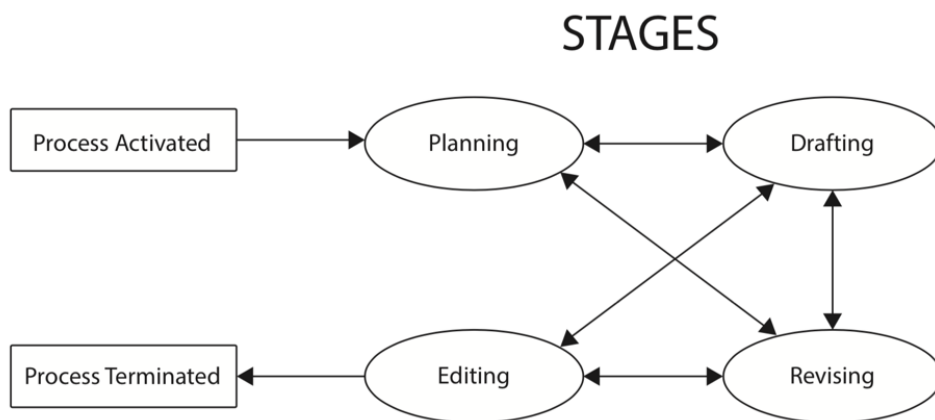 STAGES
Process Activated
Planning
Drafting
Process Terminated
Editing
Revising